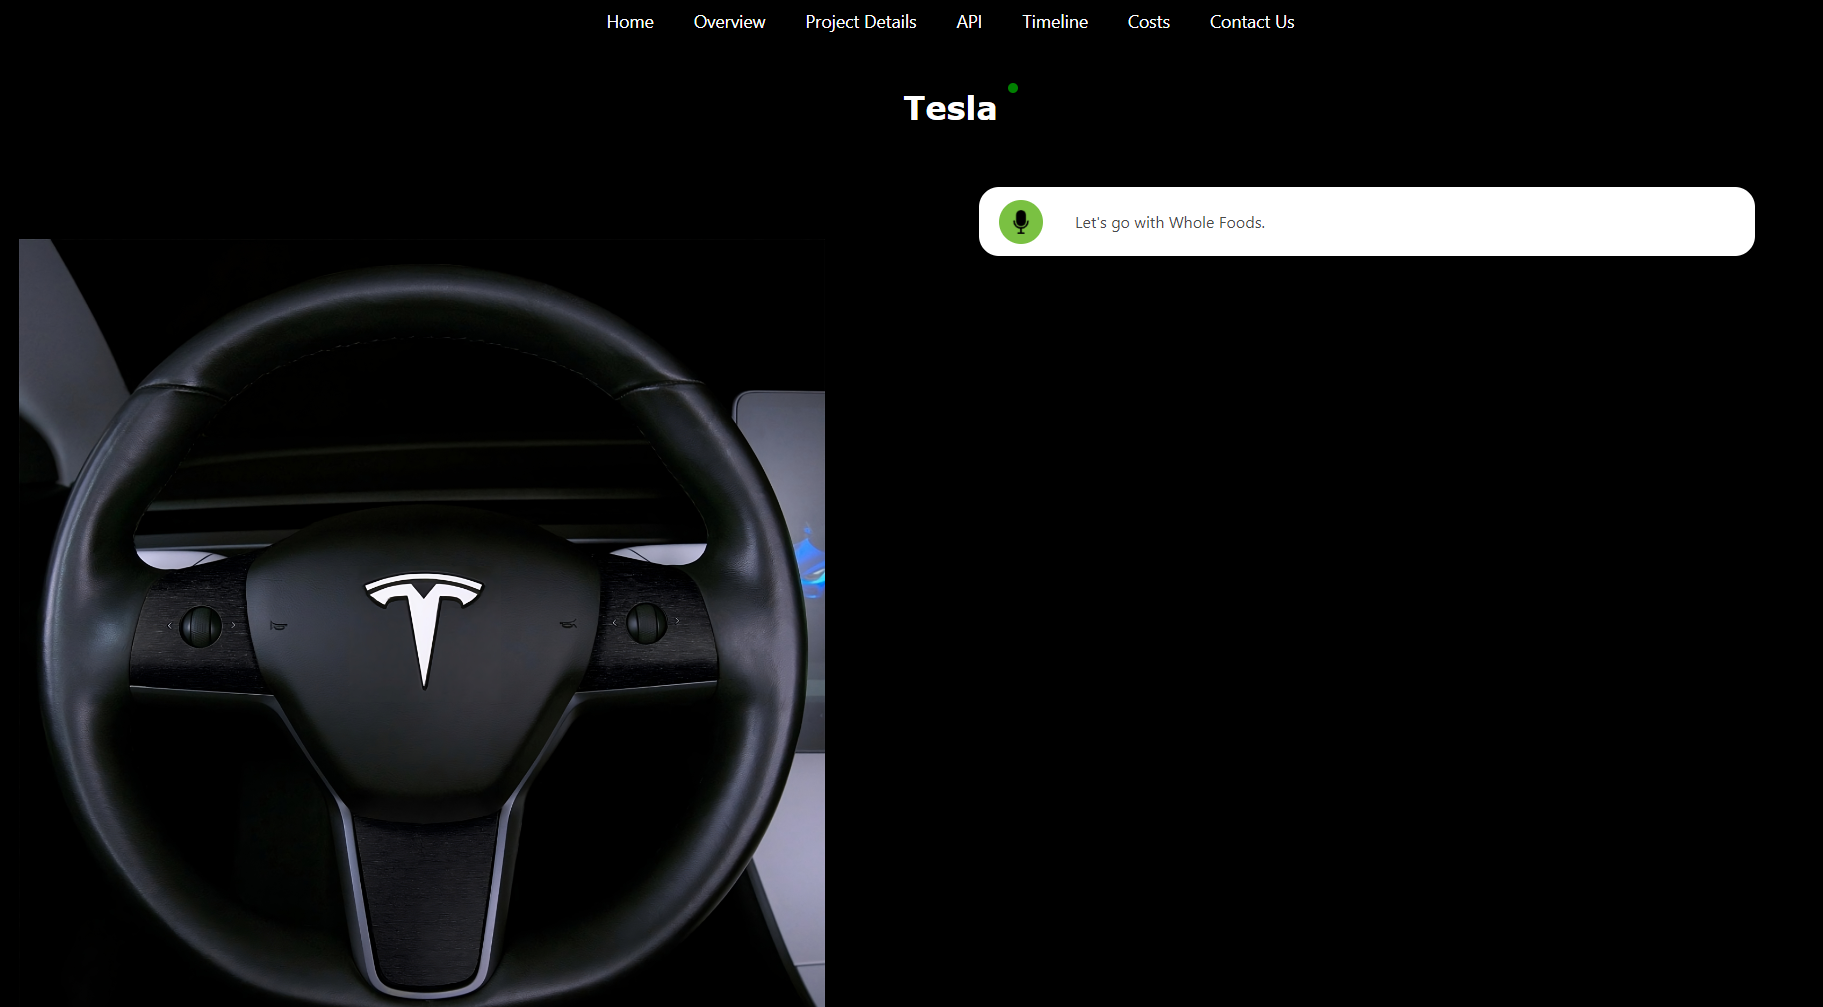 Home Overview Project Details API Timeline Costs Contact Us
Tesla
Let's go with Whole Foods.